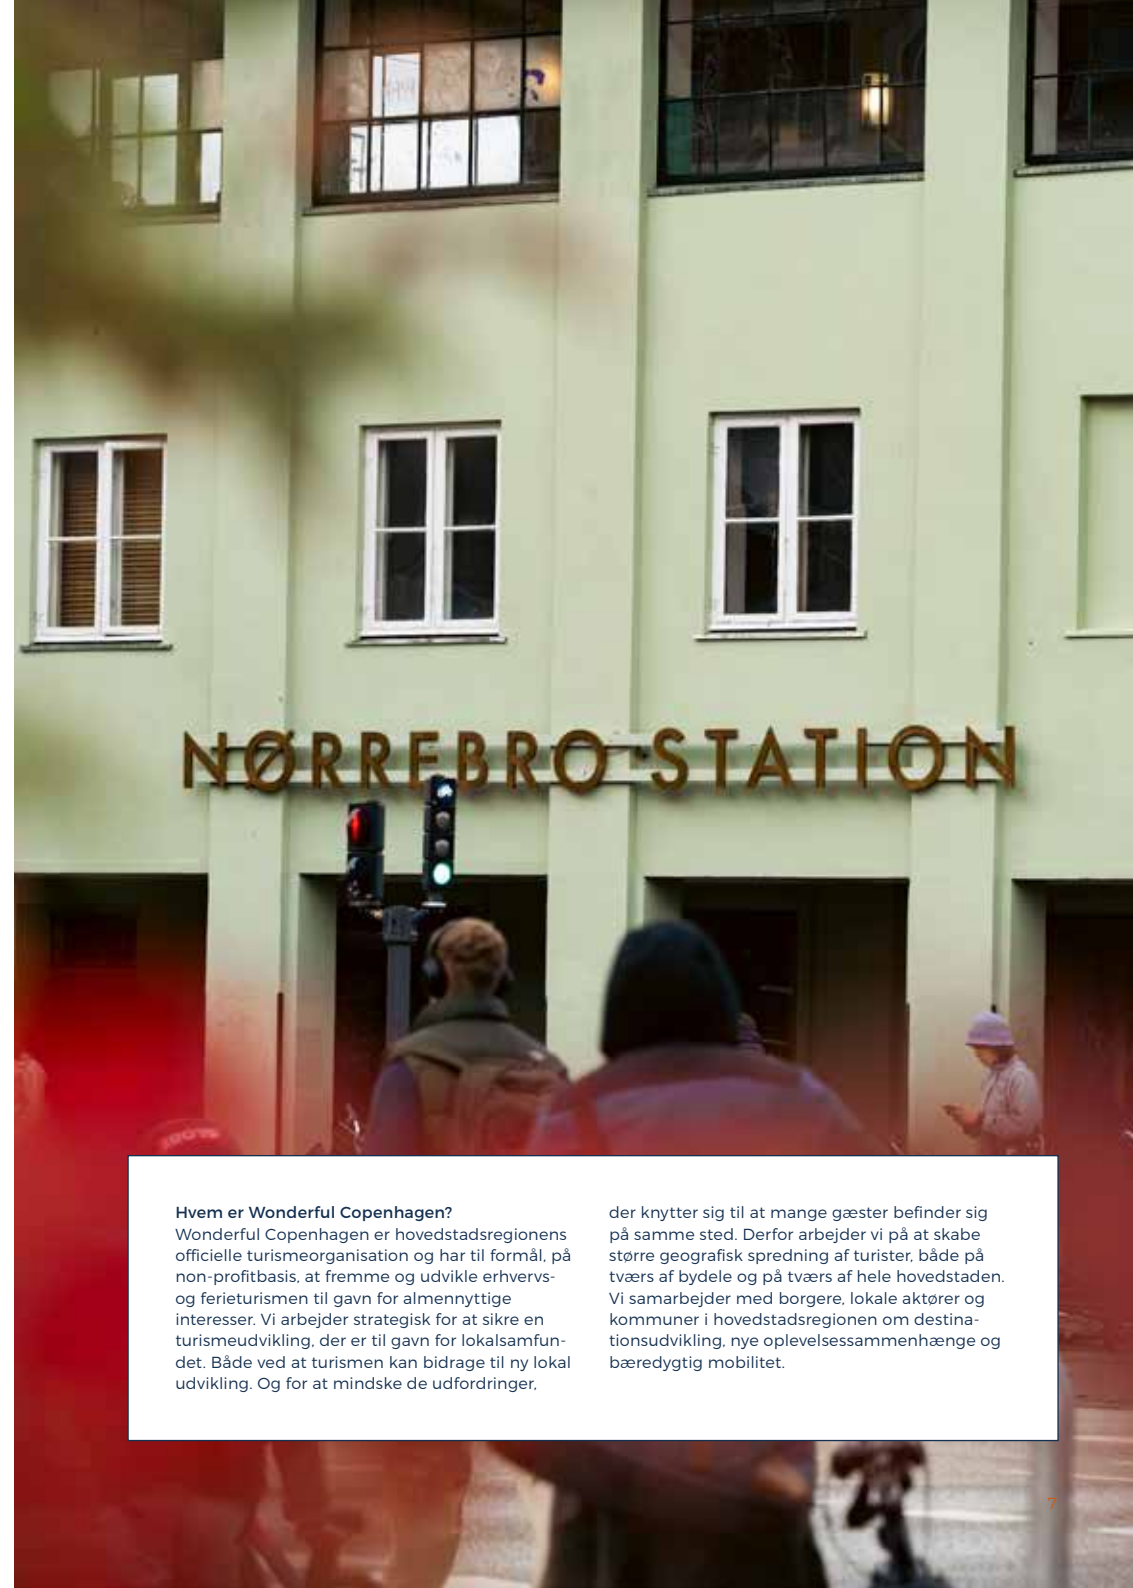 NØRREBRO STATION
Hvem er Wonderful Copenhagen?
Wonderful Copenhagen er hovedstadsregionens
officielle turismeorganisation og har til formål, på
non-profitbasis, at fremme og udvikle erhvervs-
og ferieturismen til gavn for almennyttige
interesser. Vi arbejder strategisk for at sikre en
turismeudvikling, der er til gavn for lokalsamfun-
det. Både ved at turismen kan bidrage til ny lokal
udvikling. Og for at mindske de udfordringer,
der knytter sig til at mange gæster befinder sig
på samme sted. Derfor arbejder vi på at skabe
større geografisk spredning af turister, både på
tværs af bydele og på tværs af hele hovedstaden.
Vi samarbejder med borgere, lokale aktører og
kommuner i hovedstadsregionen om destina-
tionsudvikling, nye oplevelsessammenhænge og
bæredygtig mobilitet.
7